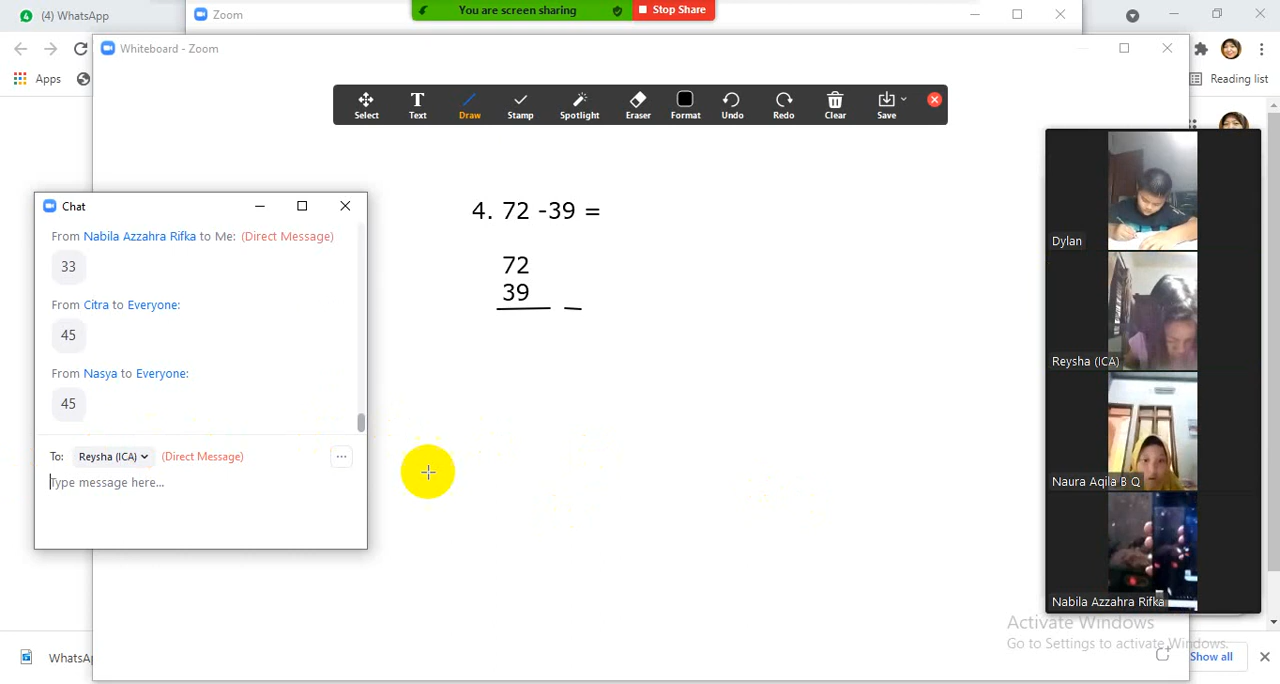 (4) WhatsApp
Zoom
You are screen sharing
Stop Share
Whiteboard - Zoom
Apps
Reading list
Select
Text
Draw
Stamp
Spotlight
Eraser
Format
Undo
Redo
Clear
Save
4. 72 -39 =
72
39
Chat
From Nabila Azzahra Rifka to Me: (Direct Message)
33
From Citra to Everyone:
45
From Nasya to Everyone:
45
To: Reysha (ICA) (Direct Message)
Type message here...
Dylan
Reysha (ICA)
Naura Aqila B Q
Nabila Azzahra Rifka
Activate Windows
Go to Settings to activate Windows.
WhatsAp
Show all